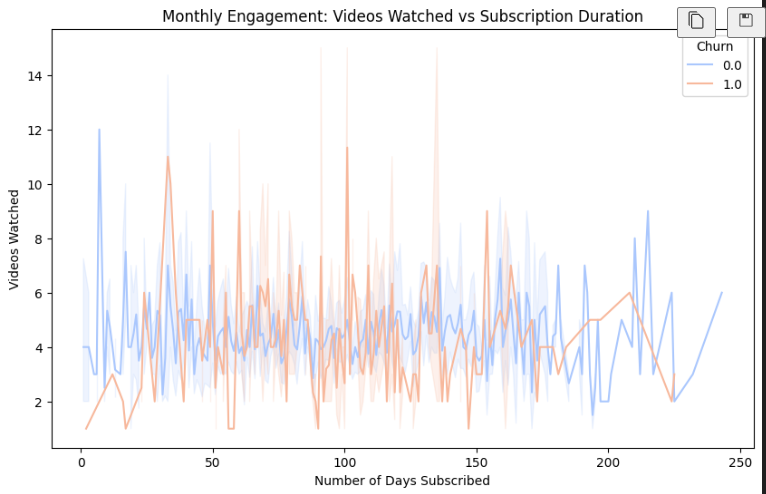 Monthly Engagement: Videos Watched vs Subscription Duration
Churn
0.0
1.0
14
12
10
8
6
4
2
Videos Watched
0 50 100 150 200 250
Number of Days Subscribed